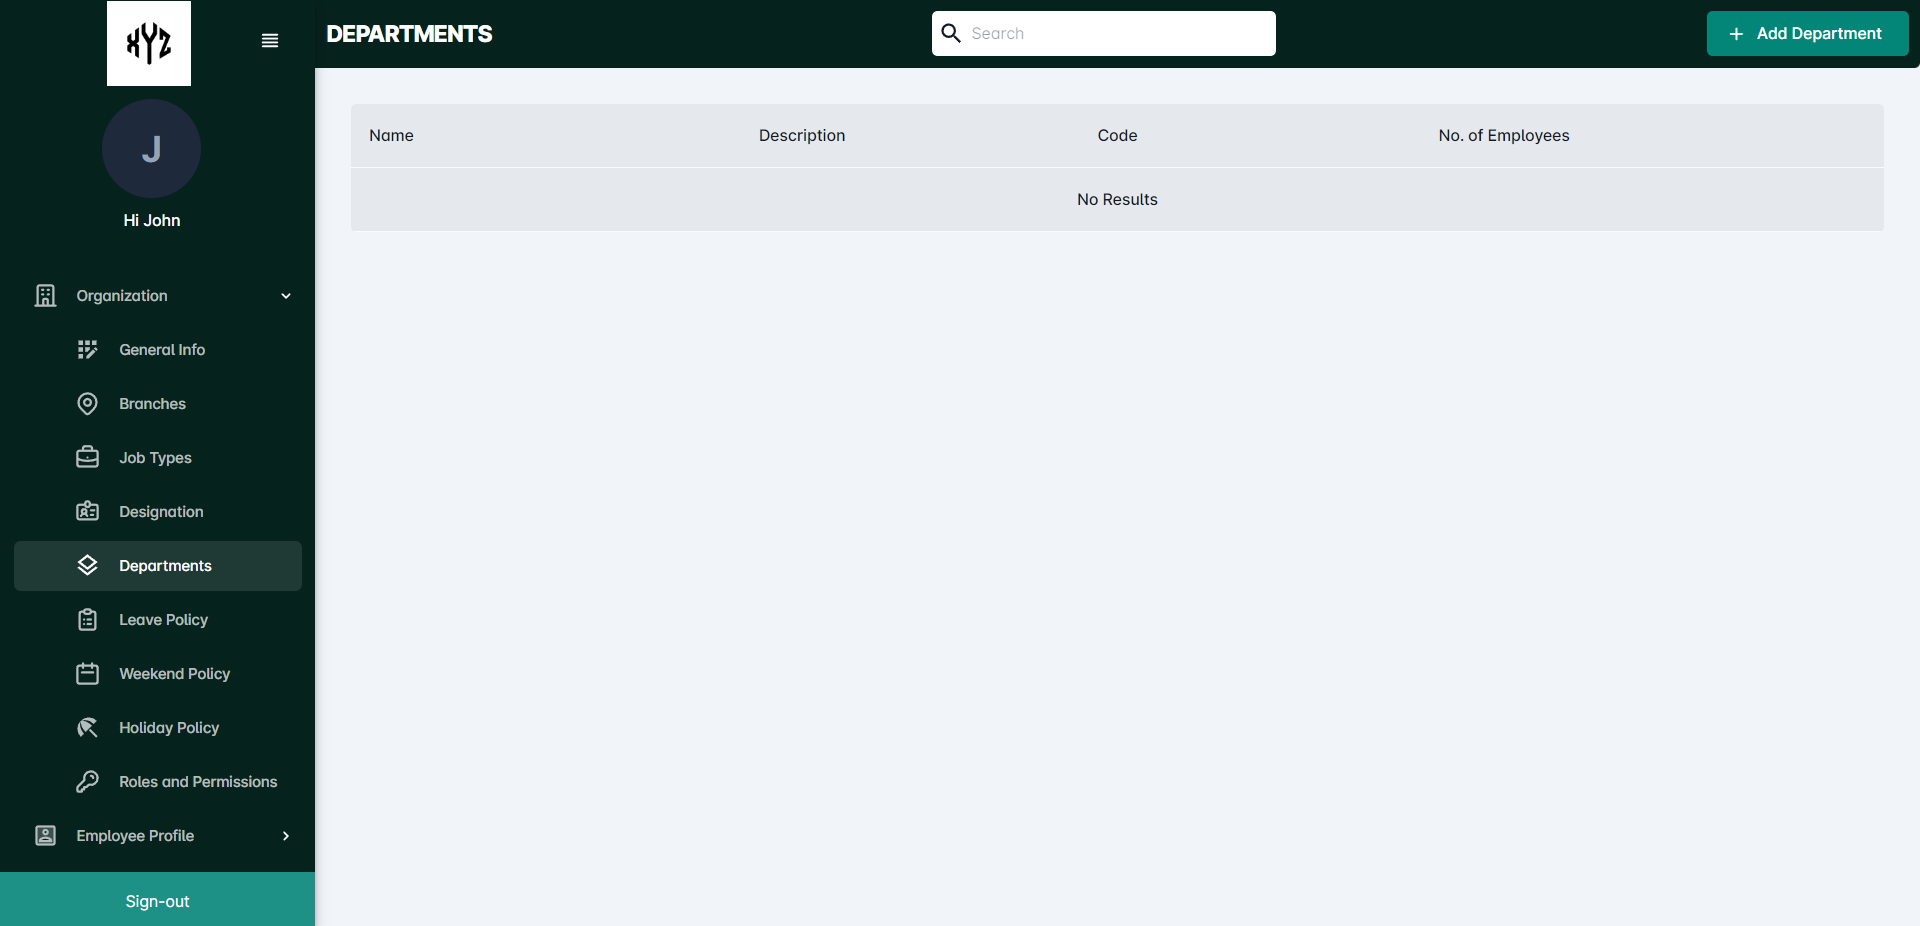 XYZ
DEPARTMENTS
Search
+ Add Department
J
Hi John
Organization
General Info
Branches
Job Types
Designation
Departments
Leave Policy
Weekend Policy
Holiday Policy
Roles and Permissions
Employee Profile
Sign-out
Name Description Code No. of Employees
No Results